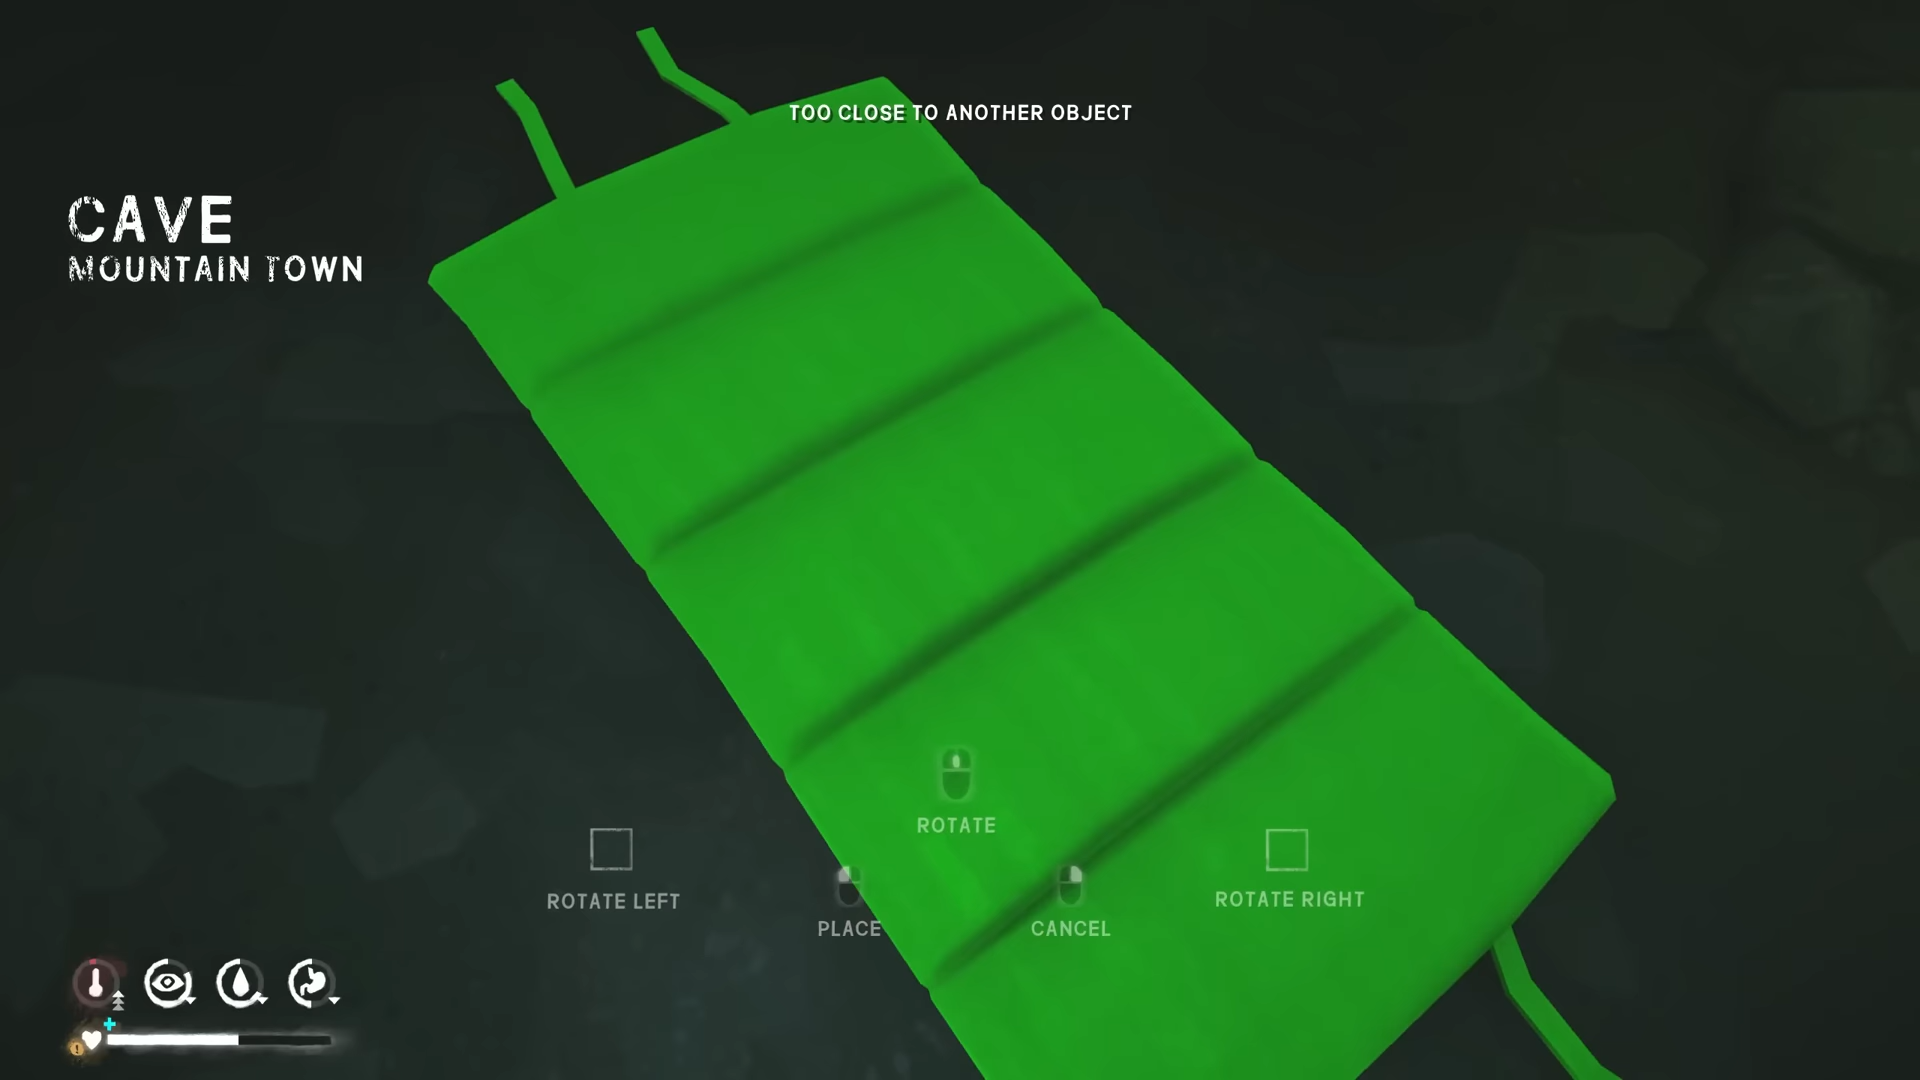 TOO CLOSE TO ANOTHER OBJECT
CAVE
MOUNTAIN TOWN
ROTATE
ROTATE LEFT
ROTATE RIGHT
PLACE
CANCEL